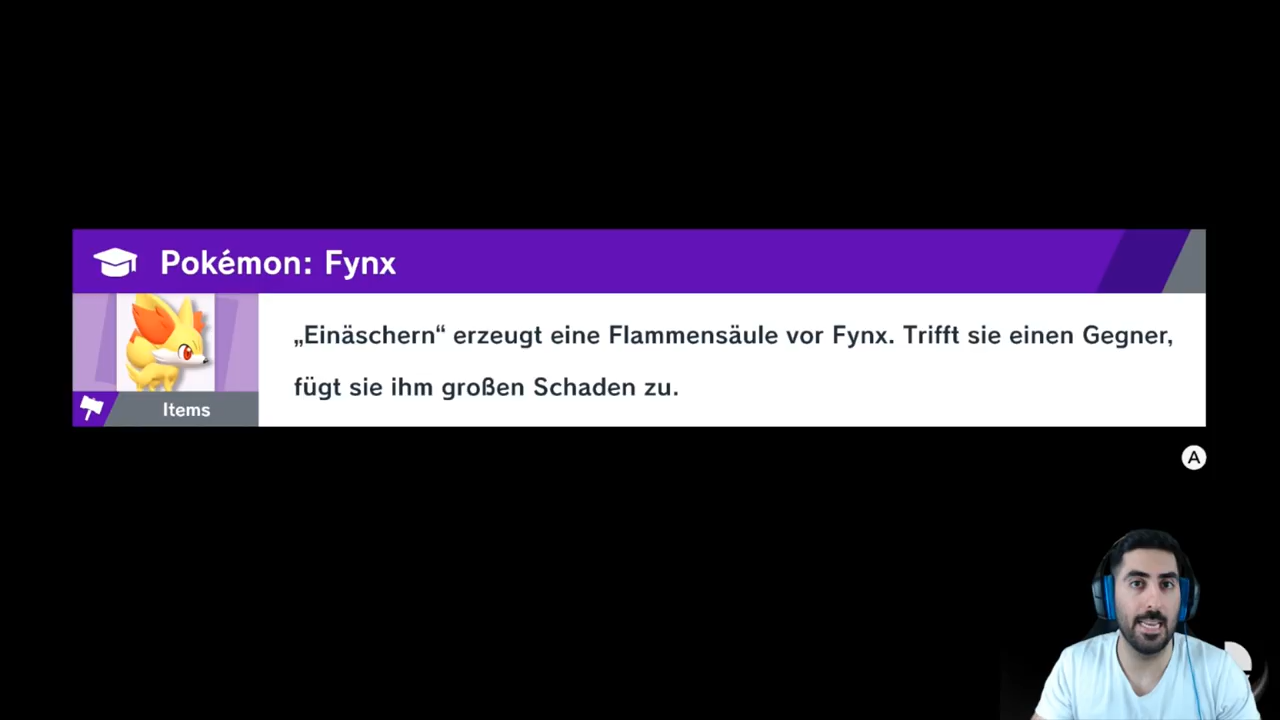 Pokémon: Fynx
„Einäschern“ erzeugt eine Flammensäule vor Fynx. Trifft sie einen Gegner,
fügt sie ihm großen Schaden zu.
Items
A